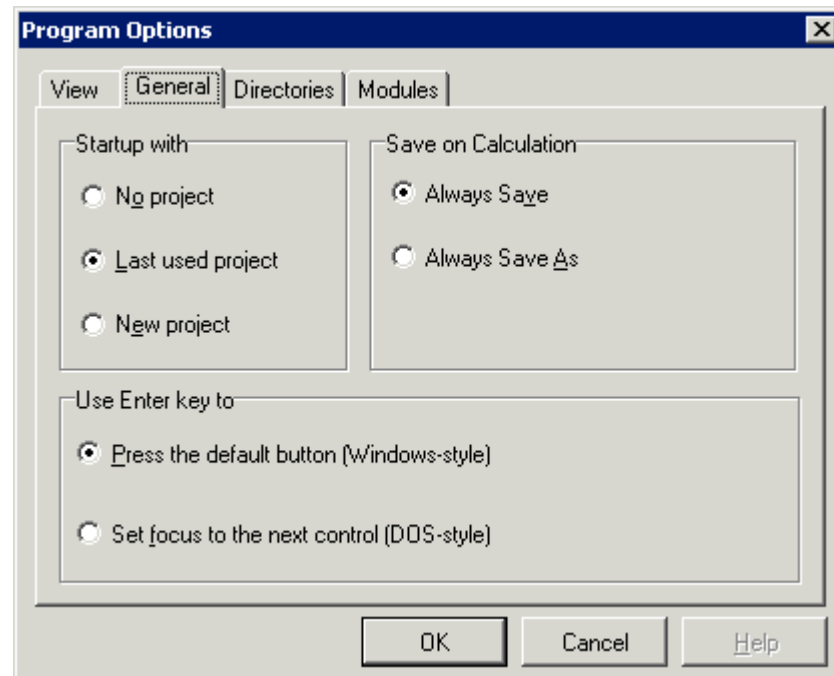 Program Options
View General Directories Modules
Startup with
No project
Last used project
New project
Save on Calculation
Always Save
Always Save As
Use Enter key to
Press the default button (Windows-style)
Set focus to the next control (DOS-style)
OK Cancel Help